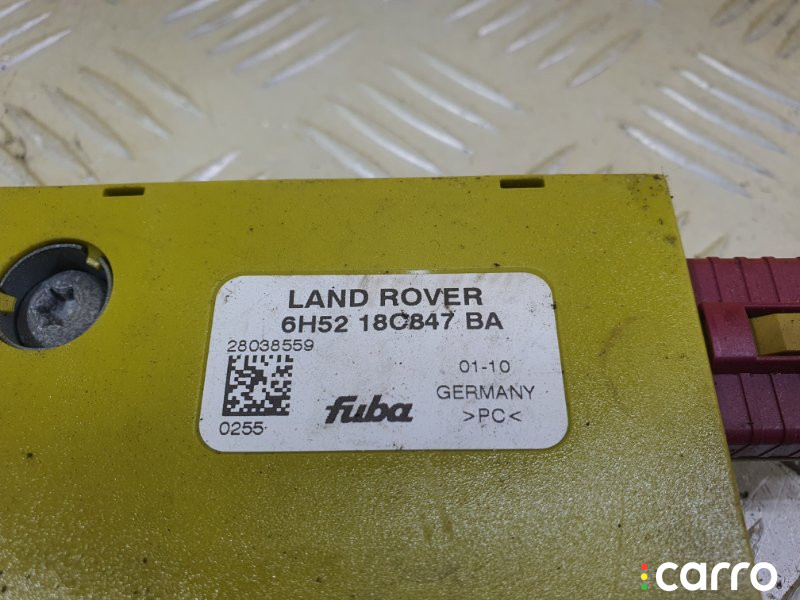 LAND ROVER
6H52 18C847 BA
28038559
0255
fuba
01-10
GERMANY
>PC<
carro